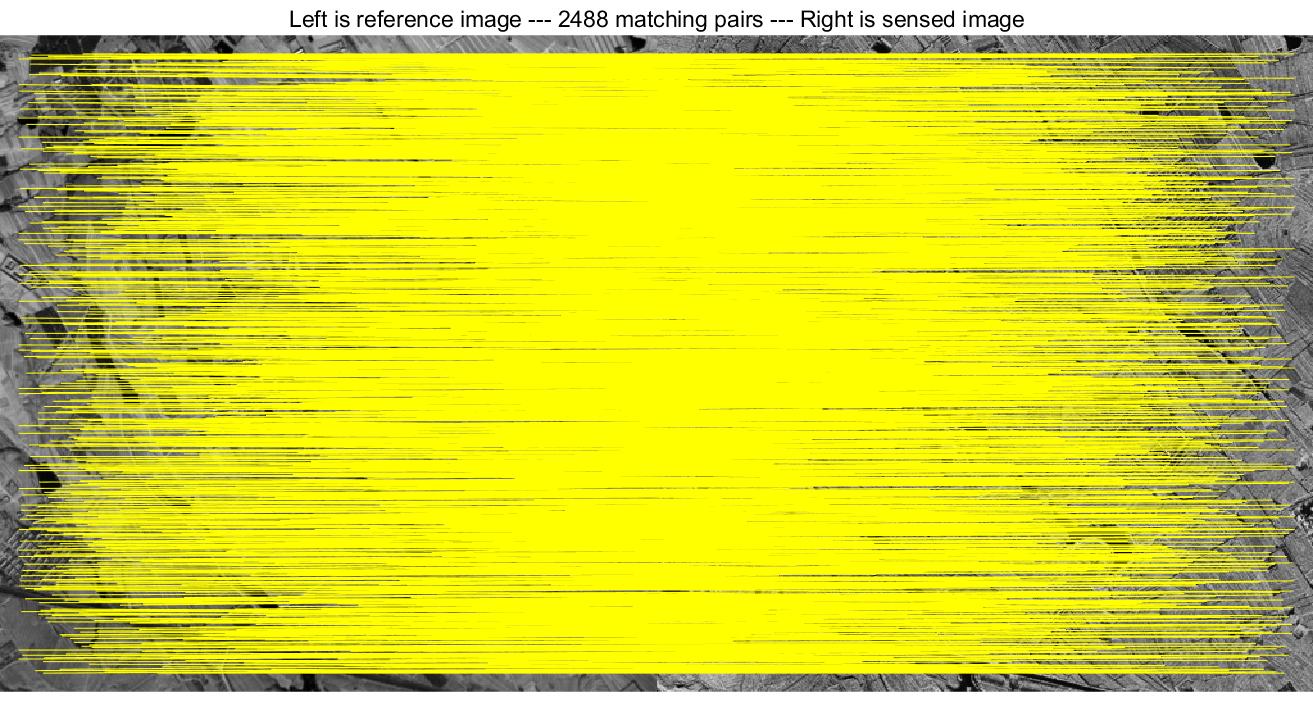 Left is reference image --- 2488 matching pairs --- Right is sensed image